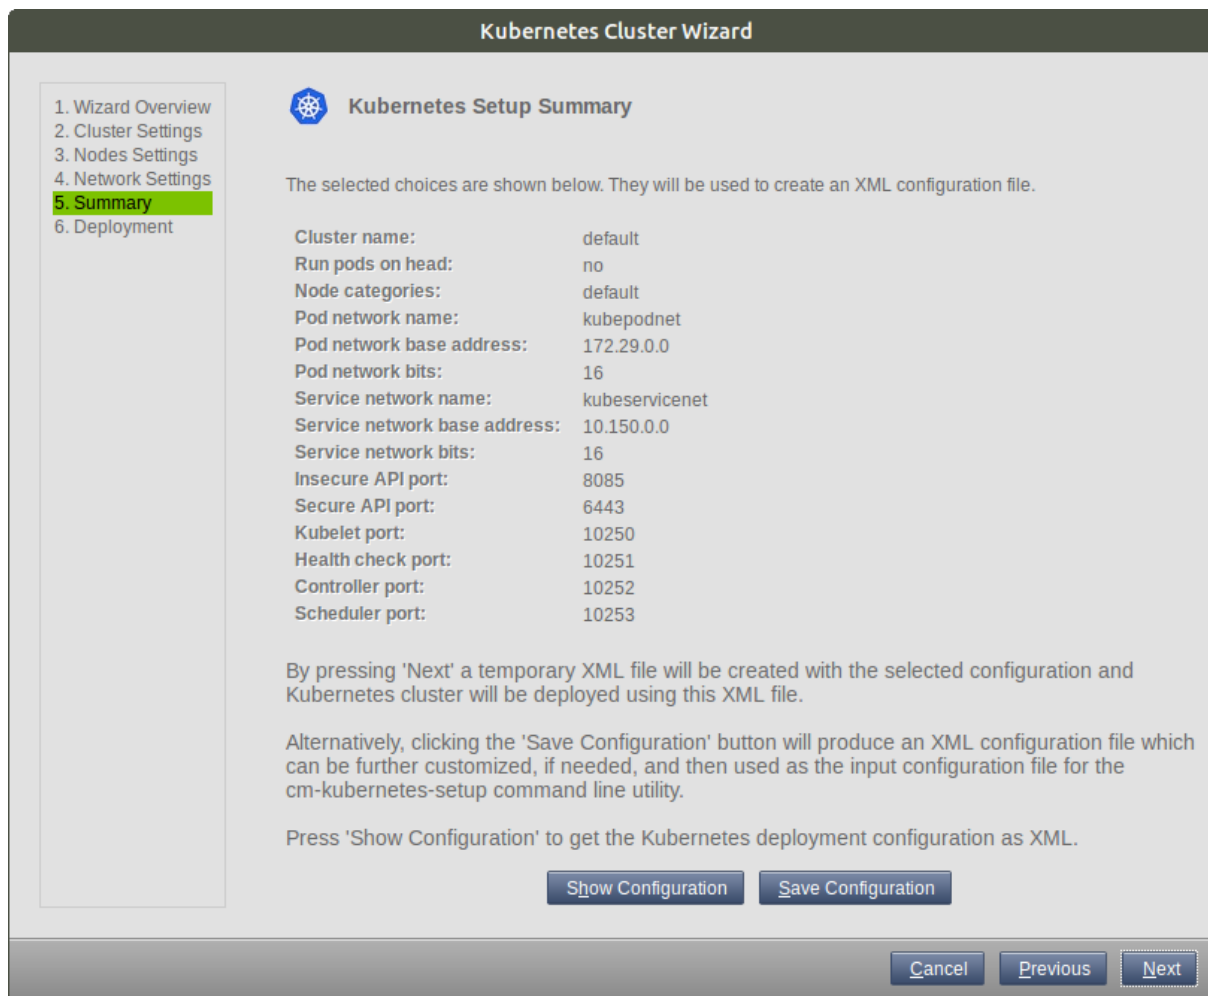 Kubernetes Cluster Wizard
1. Wizard Overview
2. Cluster Settings
3. Nodes Settings
4. Network Settings
5. Summary
6. Deployment
Kubernetes Setup Summary
The selected choices are shown below. They will be used to create an XML configuration file.
Cluster name: default
Run pods on head: no
Node categories: default
Pod network name: kubepodnet
Pod network base address: 172.29.0.0
Pod network bits: 16
Service network name: kubeservicenet
Service network base address: 10.150.0.0
Service network bits: 16
Insecure API port: 8085
Secure API port: 6443
Kubelet port: 10250
Health check port: 10251
Controller port: 10252
Scheduler port: 10253
By pressing 'Next' a temporary XML file will be created with the selected configuration and
Kubernetes cluster will be deployed using this XML file.
Alternatively, clicking the 'Save Configuration' button will produce an XML configuration file which
can be further customized, if needed, and then used as the input configuration file for the
cm-kubernetes-setup command line utility.
Press 'Show Configuration' to get the Kubernetes deployment configuration as XML.
Show Configuration Save Configuration
Cancel Previous Next